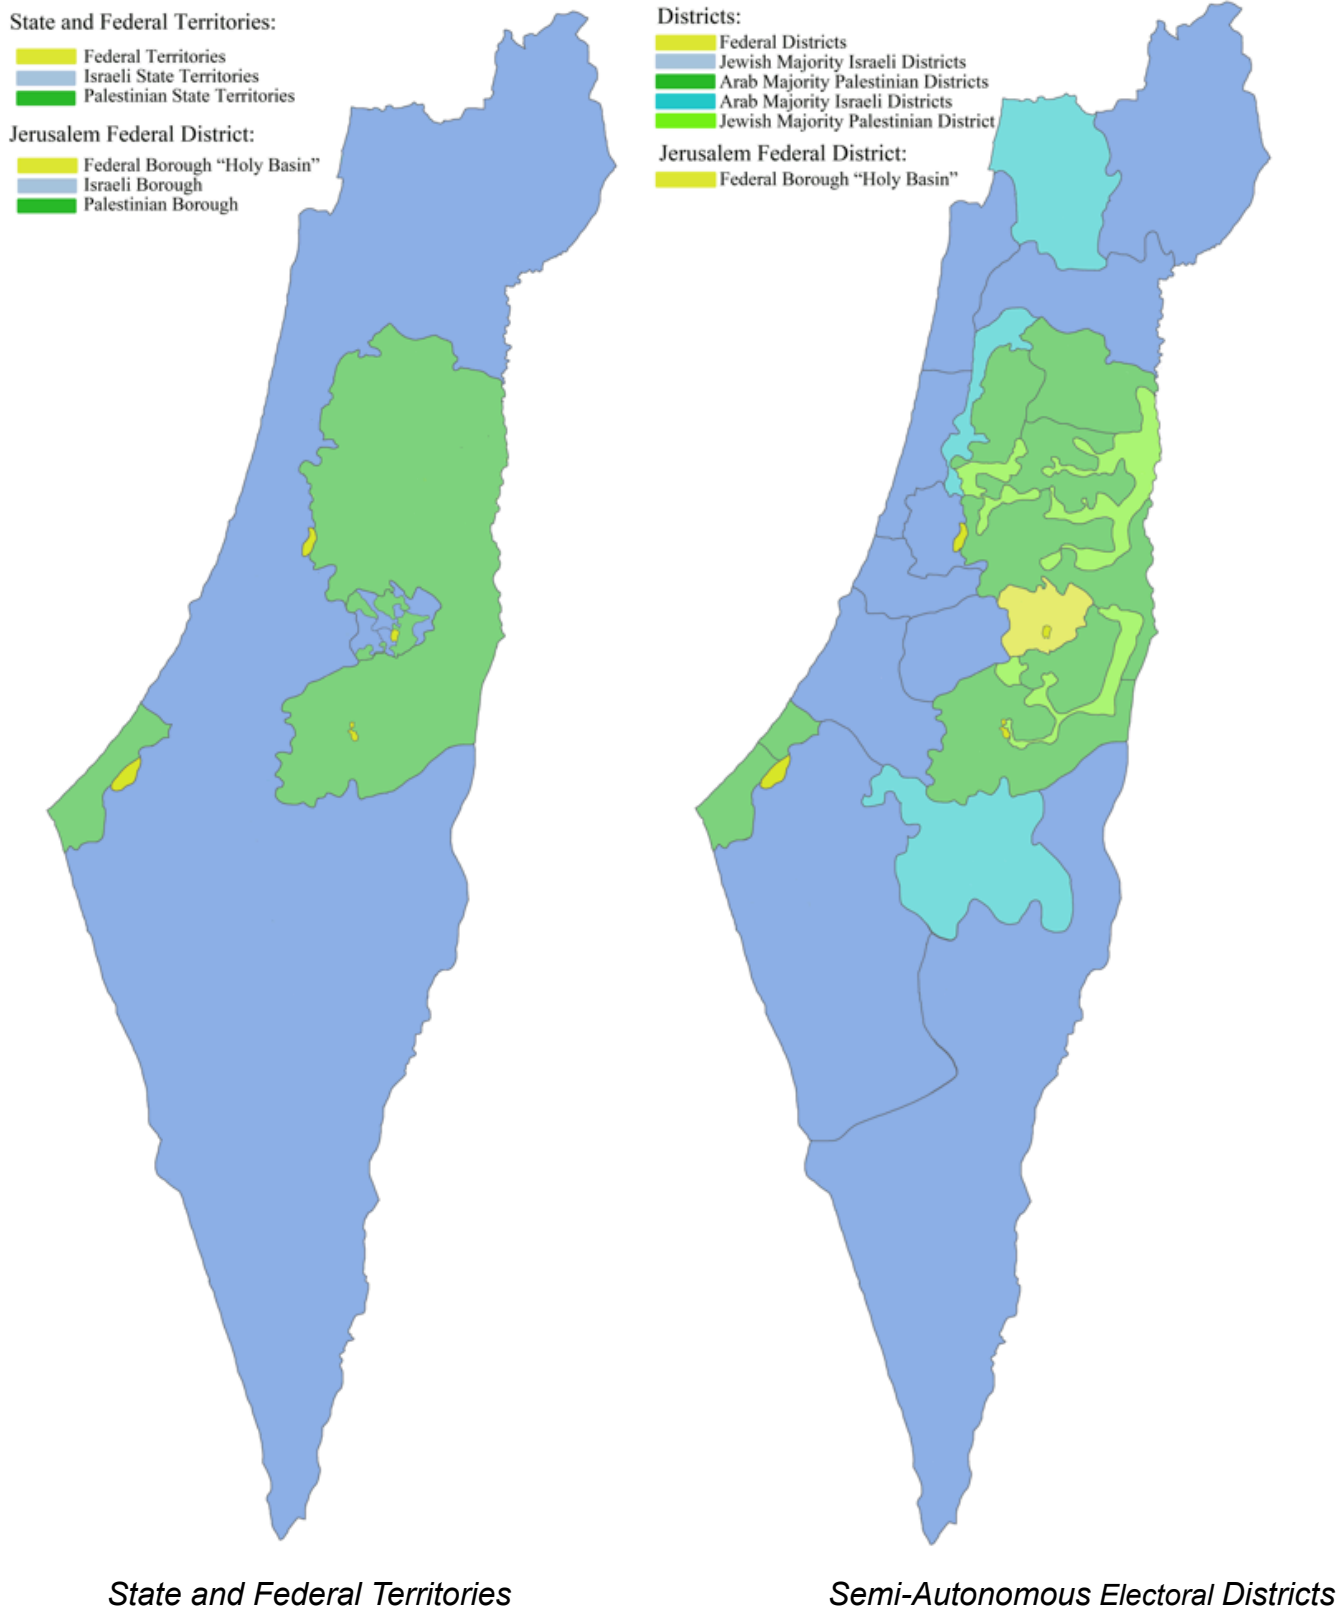 State and Federal Territories:
Federal Territories
Israeli State Territories
Palestinian State Territories
Jerusalem Federal District:
Federal Borough “Holy Basin”
Israeli Borough
Palestinian Borough
Districts:
Federal Districts
Jewish Majority Israeli Districts
Arab Majority Palestinian Districts
Arab Majority Israeli Districts
Jewish Majority Palestinian District
Jerusalem Federal District:
Federal Borough “Holy Basin”
State and Federal Territories
Semi-Autonomous Electoral Districts